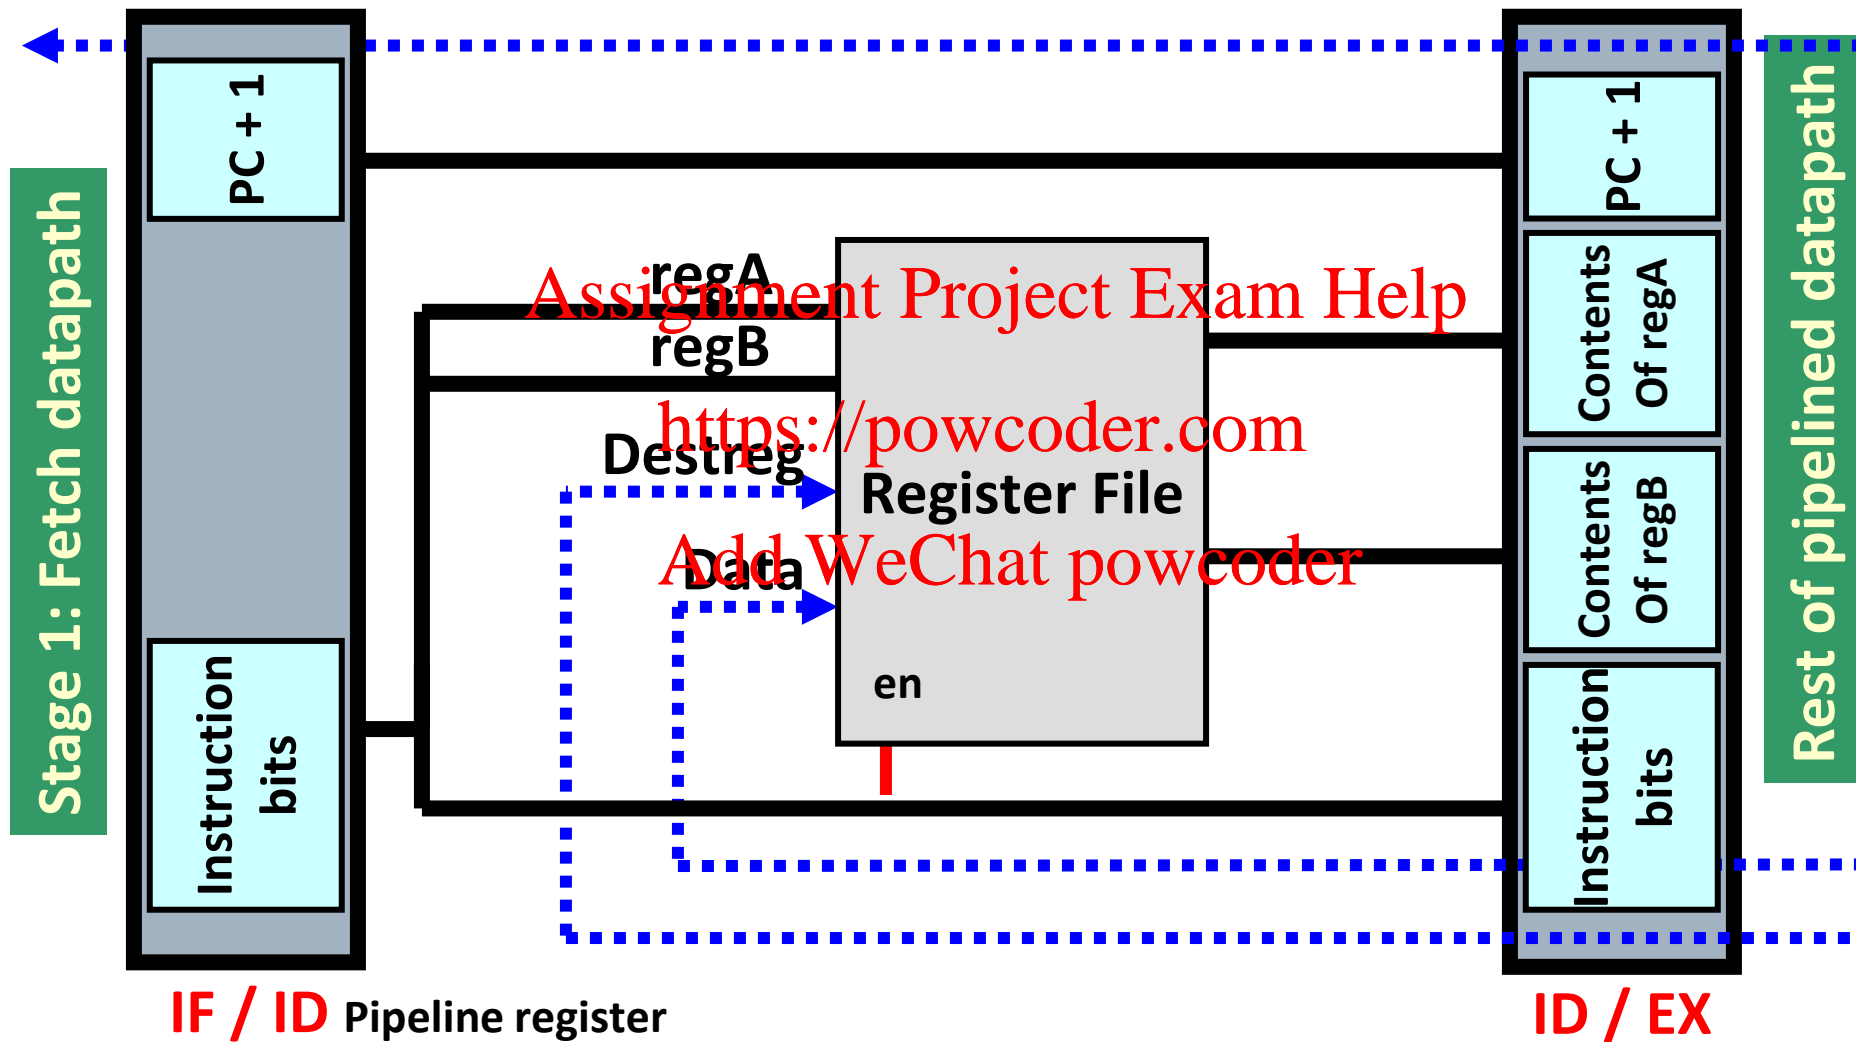 Stage 1: Fetch datapath
PC + 1
Instruction
bits
regA
regB
Destreg
Data
Register File
en
Assignment Project Exam Help
https://powcoder.com
Add WeChat powcoder
PC + 1
Contents
Of regA
Contents
Of regB
Instruction
bits
Rest of pipelined datapath
IF / ID Pipeline register
ID / EX